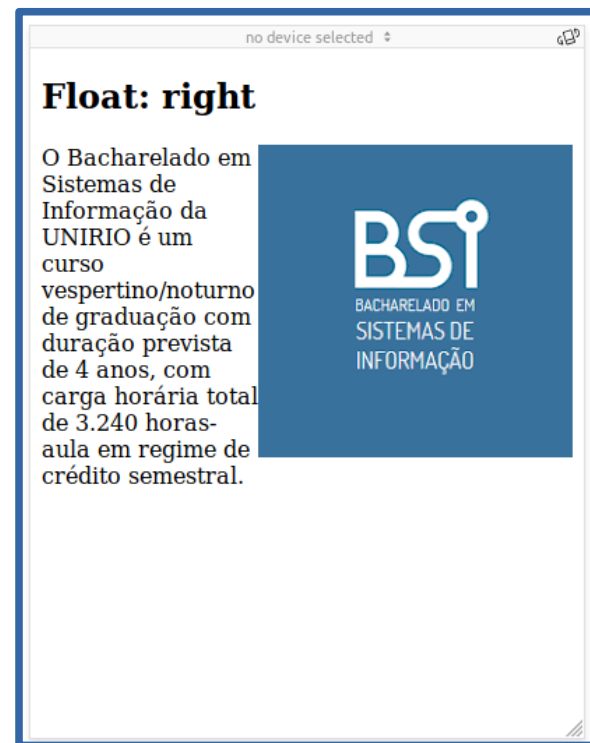 no device selected
Float: right
O Bacharelado em
Sistemas de
Informação da
UNIRIO é um
curso
vespertino/noturno
de graduação com
duração prevista
de 4 anos, com
carga horária total
de 3.240 horas-
aula em regime de
crédito semestral.
BSI
BACHARELADO EM
SISTEMAS DE
INFORMAÇÃO